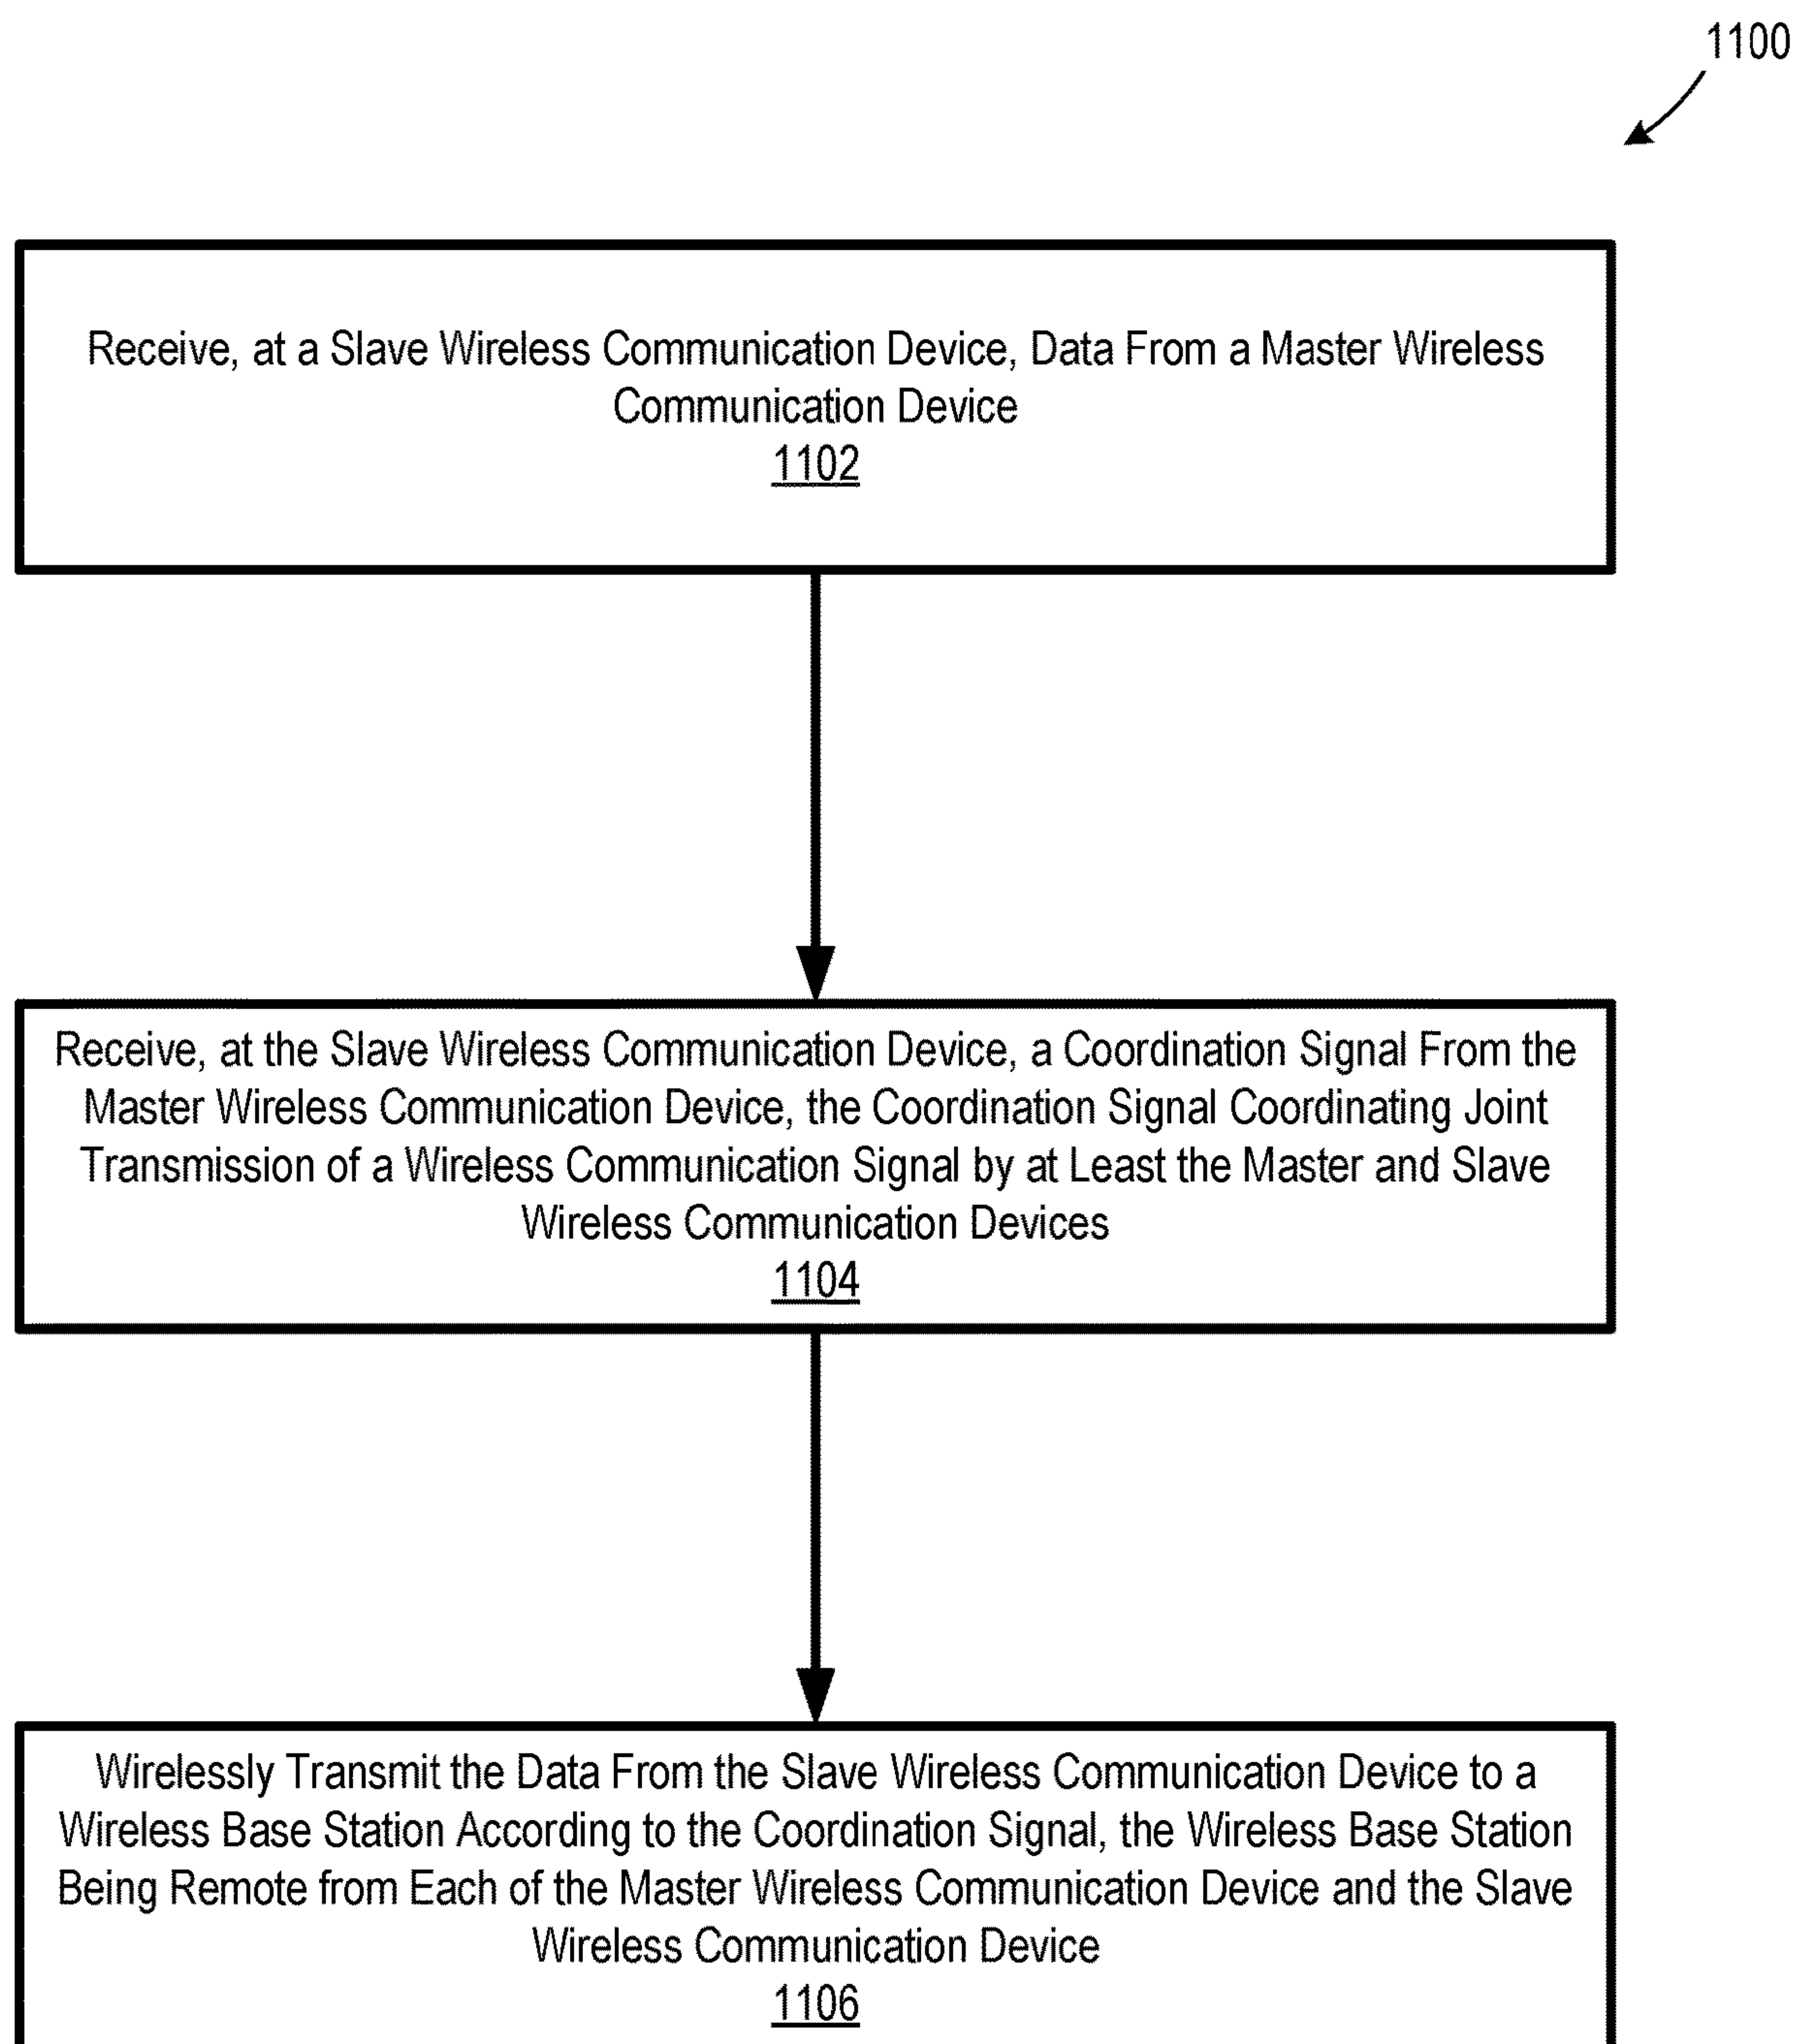 1100
Receive, at a Slave Wireless Communication Device, Data From a Master Wireless
Communication Device
1102
Receive, at the Slave Wireless Communication Device, a Coordination Signal From the
Master Wireless Communication Device, the Coordination Signal Coordinating Joint
Transmission of a Wireless Communication Signal by at Least the Master and Slave
Wireless Communication Devices
1104
Wirelessly Transmit the Data From the Slave Wireless Communication Device to a
Wireless Base Station According to the Coordination Signal, the Wireless Base Station
Being Remote from Each of the Master Wireless Communication Device and the Slave
Wireless Communication Device
1106